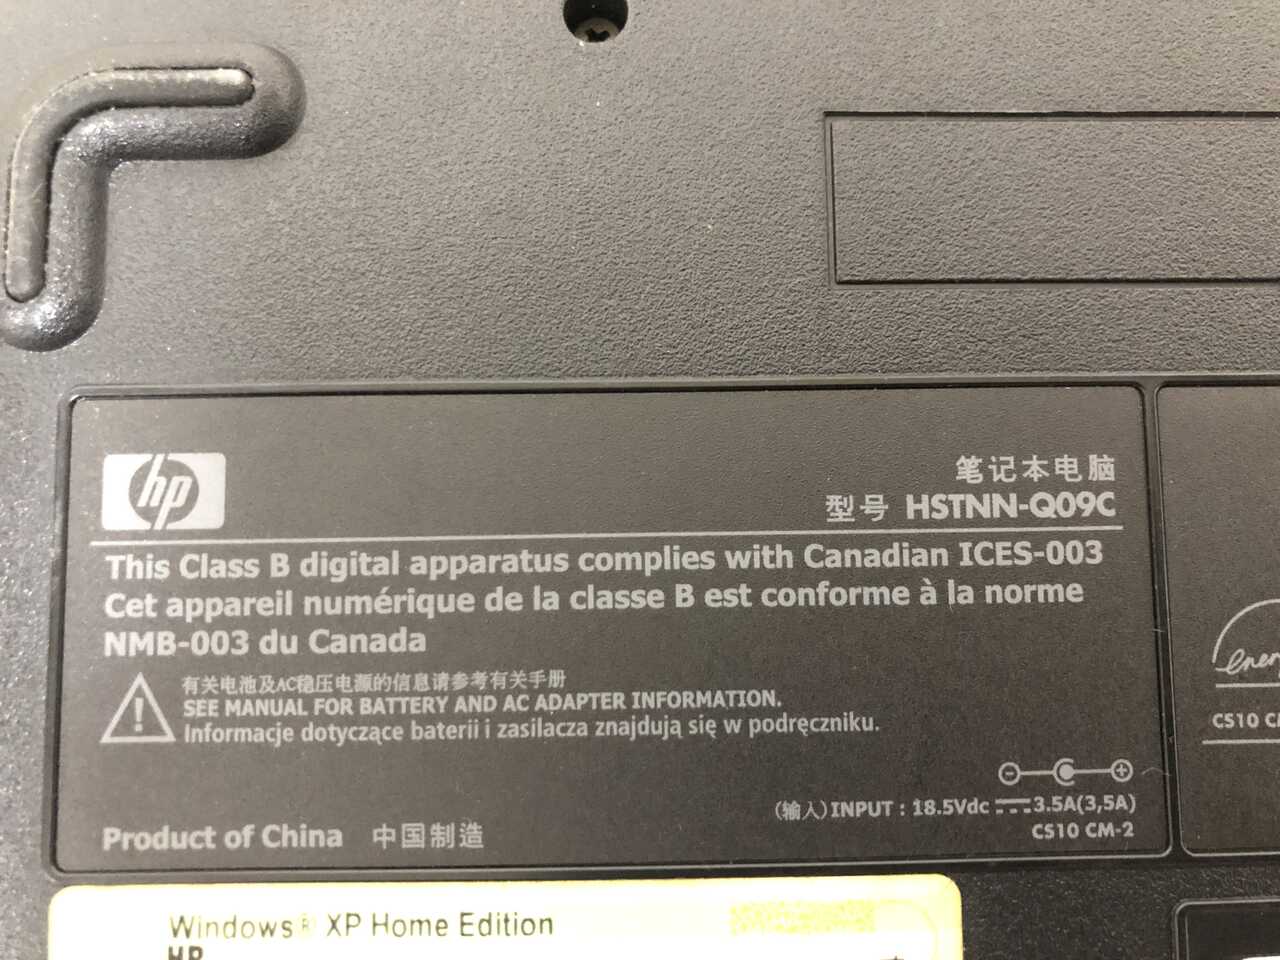 hp
笔记本电脑
型号 HSTNN-Q09C
This Class B digital apparatus complies with Canadian ICES-003
Cet appareil numérique de la classe B est conforme à la norme
NMB-003 du Canada
有关电池及AC稳压电源的信息请参考有关手册
SEE MANUAL FOR BATTERY AND AC ADAPTER INFORMATION.
Informacje dotyczące baterii i zasilacza znajdują się w podręczniku.
(输入)INPUT : 18.5Vdc ⎓ 3.5A(3,5A)
CS10 CM-2
Product of China 中国制造
CS10
Windows® XP Home Edition
HP